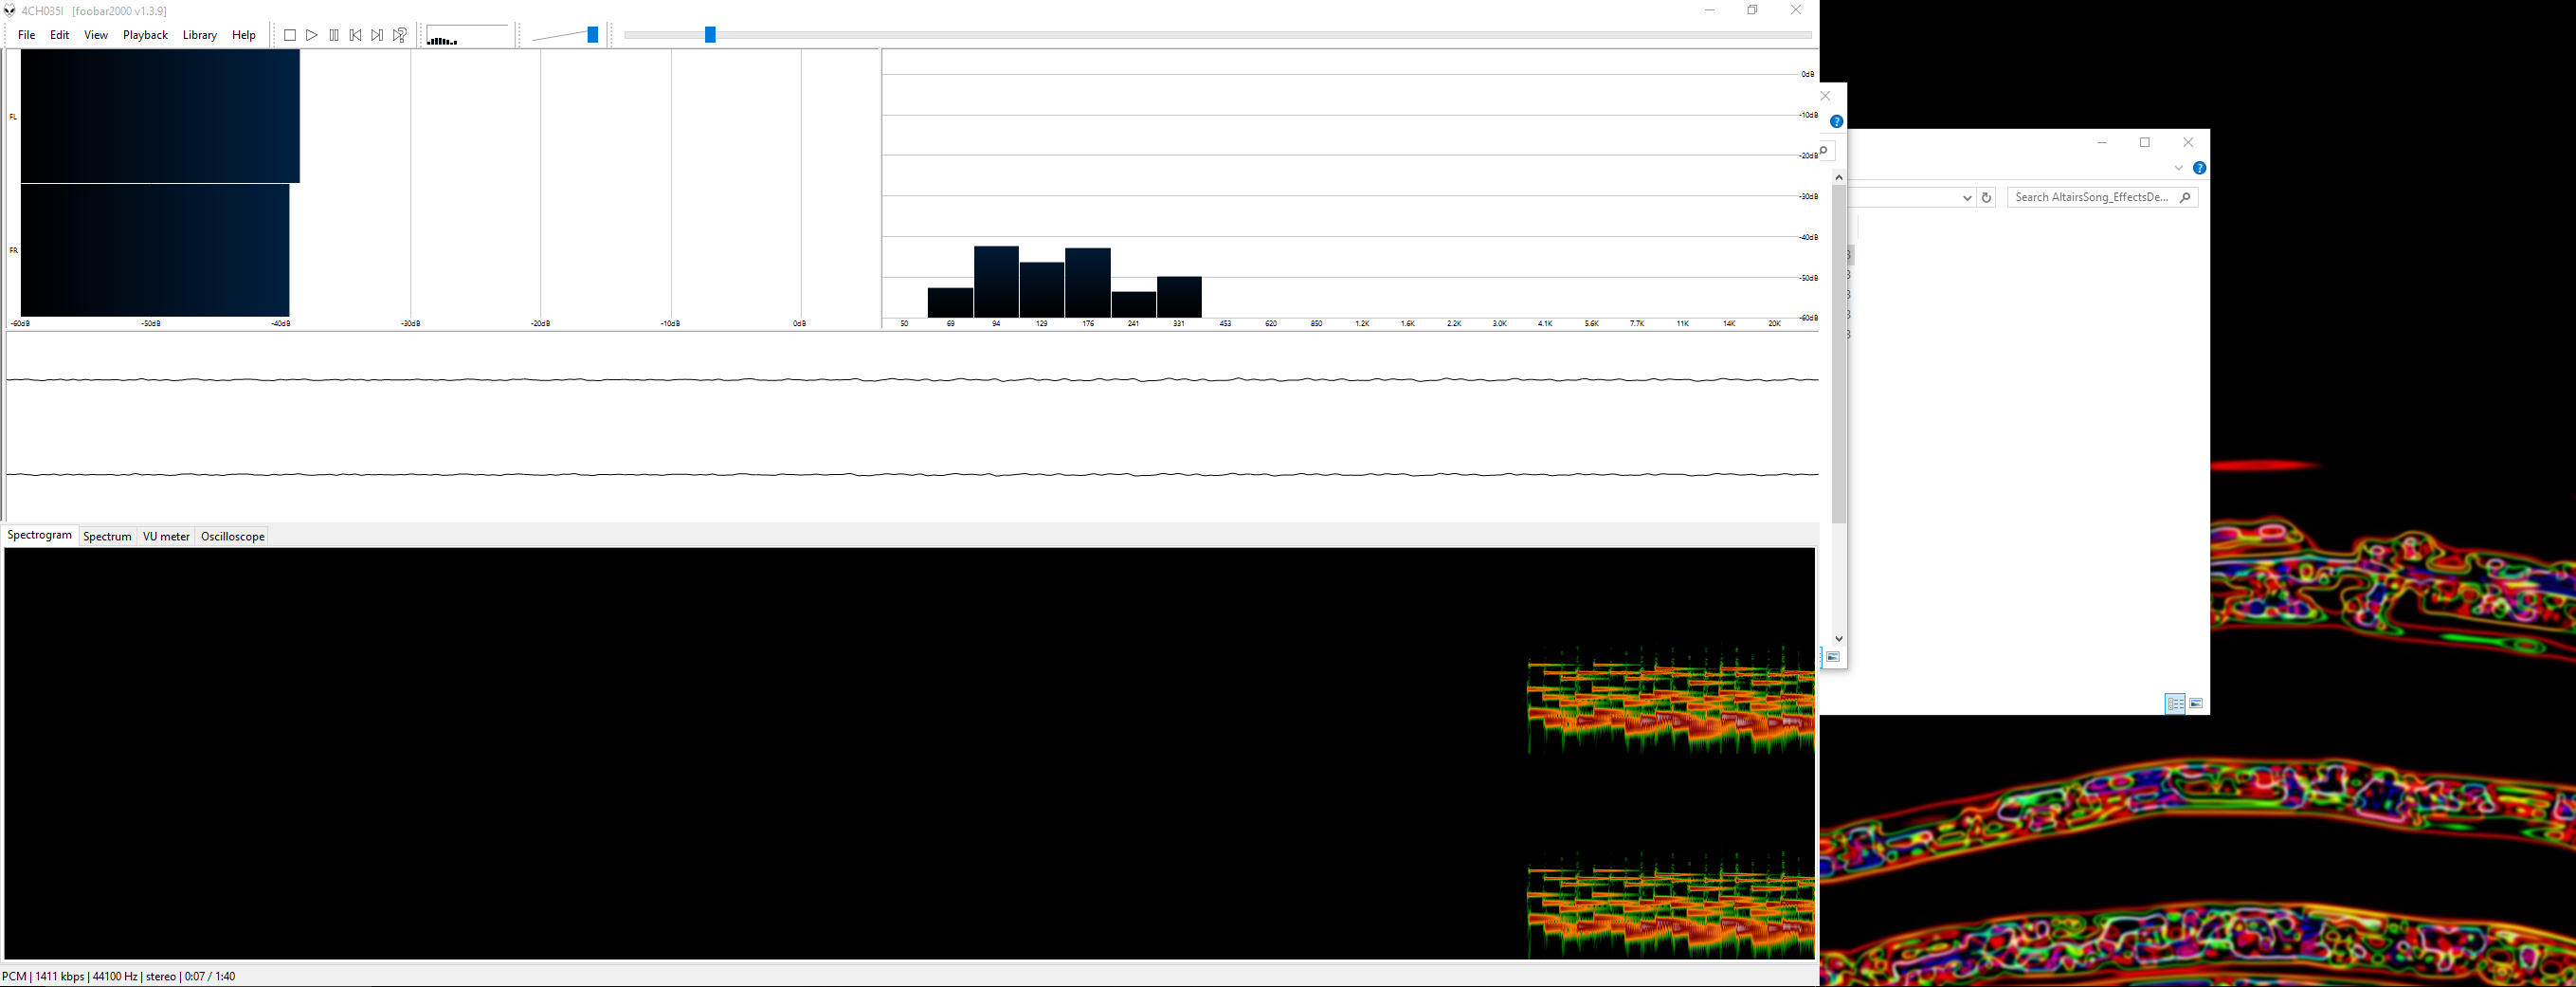 4CH035I   [foobar2000 v1.3.9]
File Edit View Playback Library Help
FL
FR
-60dB -50dB -40dB -30dB -20dB -10dB 0dB
0dB
-10dB
-20dB
-30dB
-40dB
-50dB
-60dB
50 69 94 129 176 241 331 453 620 850 1.2K 1.6K 2.2K 3.0K 4.1K 5.6K 7.7K 11K 14K 20K
Search AltairsSong_EffectsDe...
Spectrogram Spectrum VU meter Oscilloscope
PCM | 1411 kbps | 44100 Hz | stereo | 0:07 / 1:40